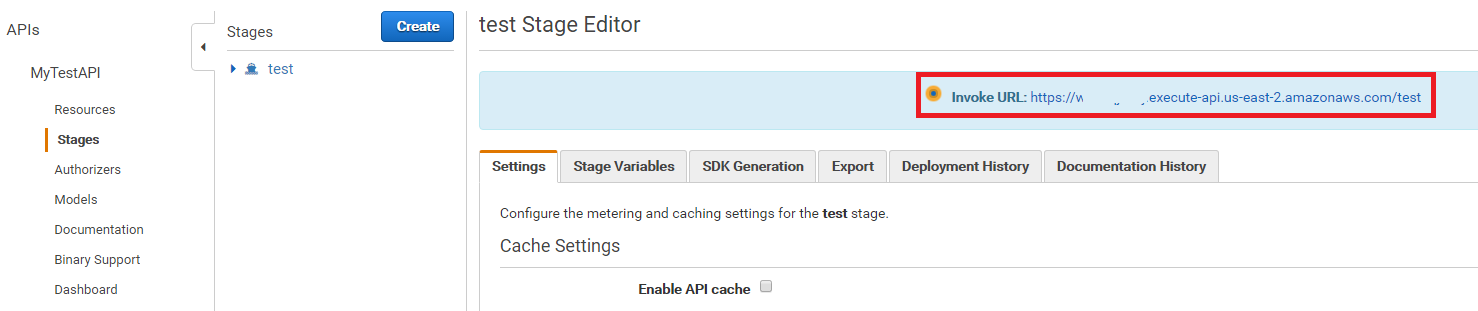 APIs
MyTestAPI
Resources
Stages
Authorizers
Models
Documentation
Binary Support
Dashboard
Stages
Create
test
test Stage Editor
Invoke URL: https://w .execute-api.us-east-2.amazonaws.com/test
Settings
Stage Variables
SDK Generation
Export
Deployment History
Documentation History
Configure the metering and caching settings for the test stage.
Cache Settings
Enable API cache